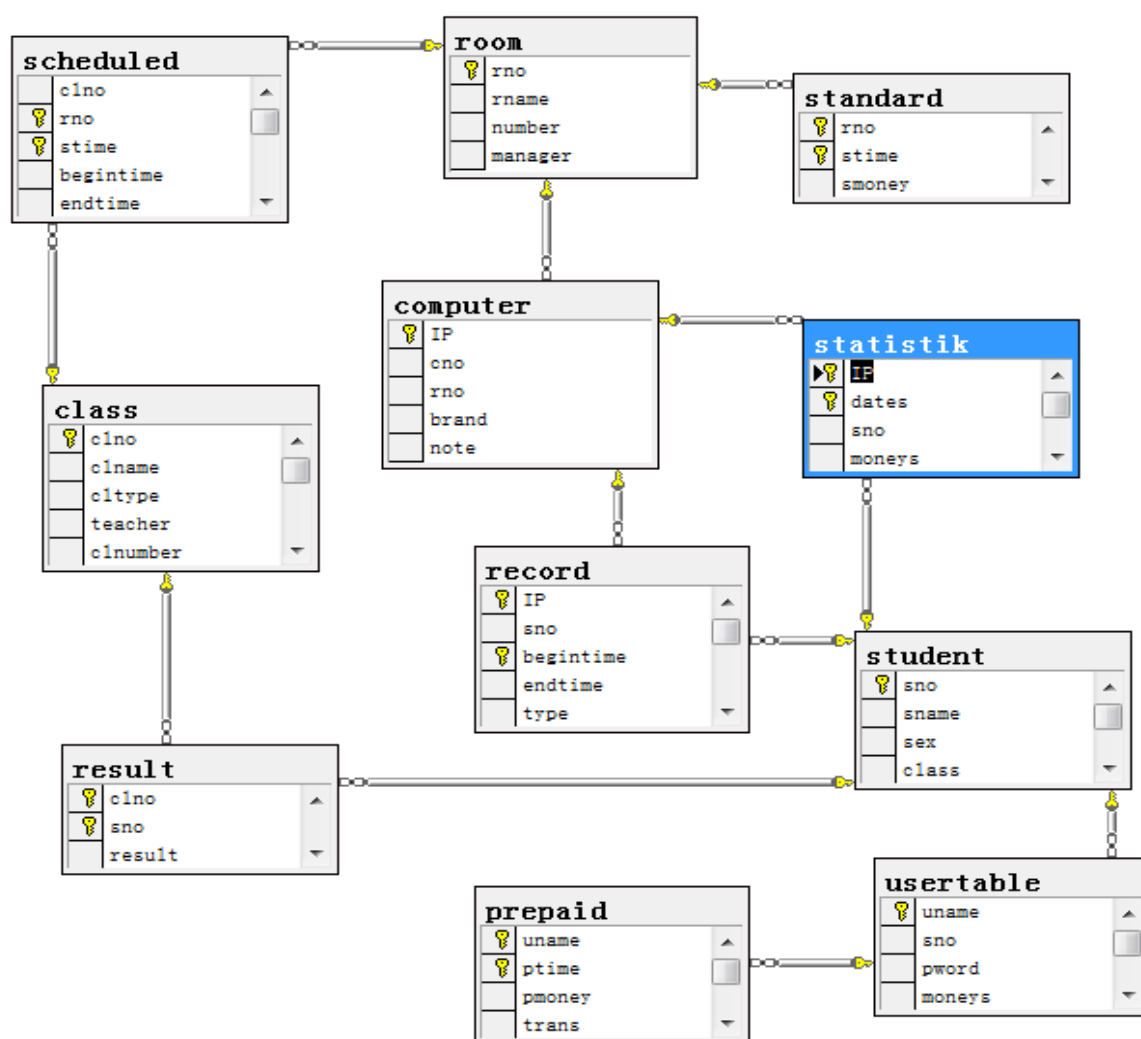 scheduled
clno
rno
stime
begintime
endtime
room
rno
rname
number
manager
standard
rno
stime
smoney
computer
IP
cno
rno
brand
note
statistik
IP
dates
sno
moneys
class
clno
clname
cltype
teacher
clnumber
record
IP
sno
begintime
endtime
type
student
sno
sname
sex
class
result
clno
sno
result
prepaid
uname
ptime
pmoney
trans
usertable
uname
sno
pword
moneys